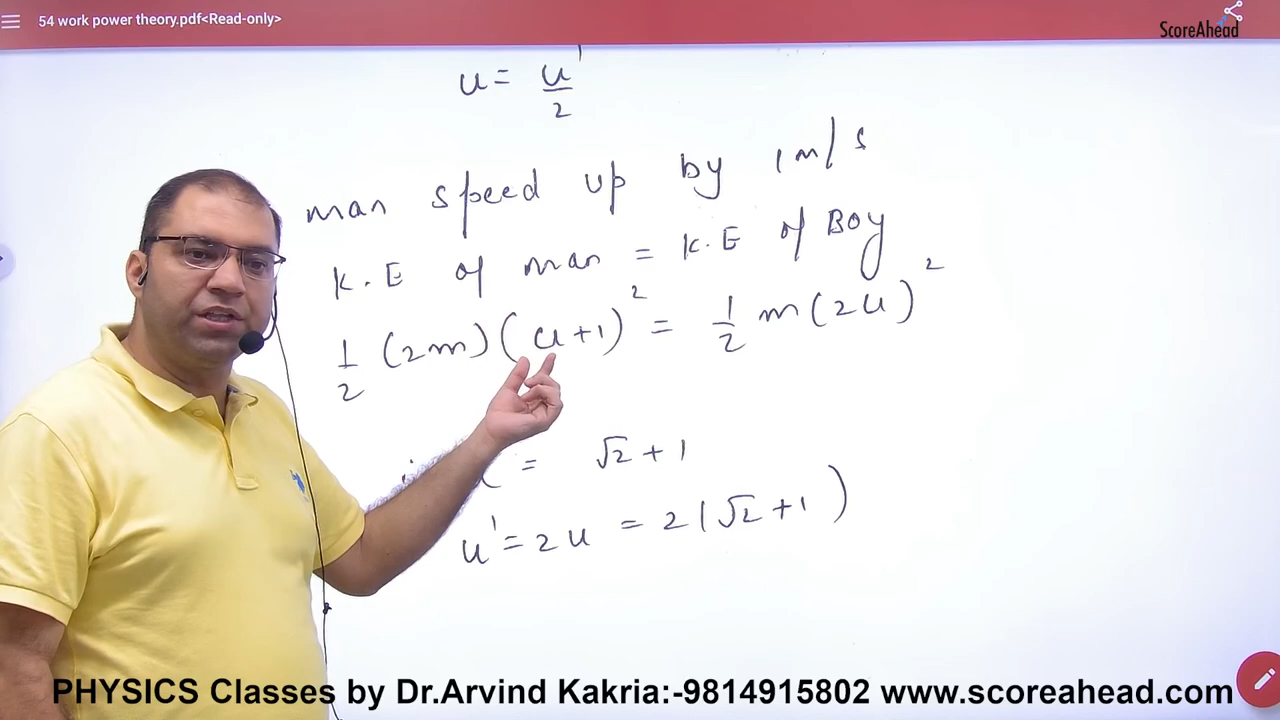 54 work power theory.pdf<Read-only>
ScoreAhead
u = u'/2
man speed up by 1 m/s
K.E of man = K.E of BOY
1/2 (2m)(u+1)² = 1/2 m(2u)²
= √2 + 1
u' = 2u = 2(√2+1)
PHYSICS Classes by Dr.Arvind Kakria:-9814915802 www.scoreahead.com